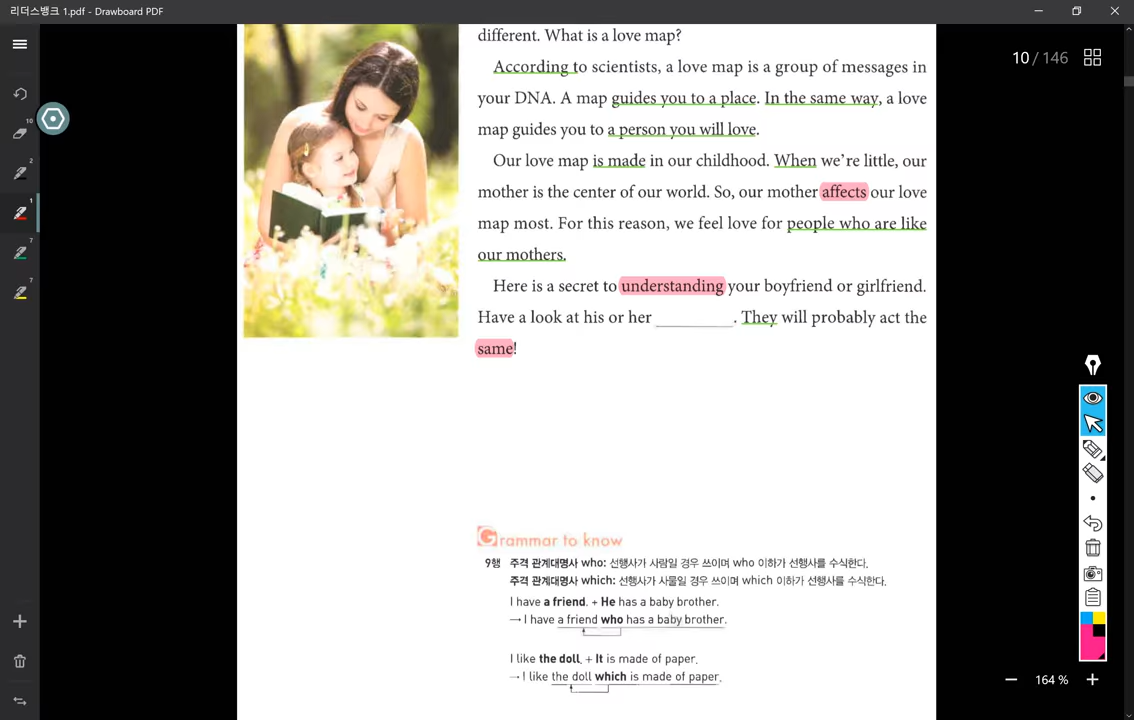 리더스뱅크 1.pdf - Drawboard PDF
10 / 146
10
2
1
7
7
different. What is a love map?
According to scientists, a love map is a group of messages in
your DNA. A map guides you to a place. In the same way, a love
map guides you to a person you will love.
Our love map is made in our childhood. When we're little, our
mother is the center of our world. So, our mother affects our love
map most. For this reason, we feel love for people who are like
our mothers.
Here is a secret to understanding your boyfriend or girlfriend.
Have a look at his or her ________. They will probably act the
same!
Grammar to know
9행 주격 관계대명사 who: 선행사가 사람일 경우 쓰이며 who 이하가 선행사를 수식한다.
주격 관계대명사 which: 선행사가 사물일 경우 쓰이며 which 이하가 선행사를 수식한다.
I have a friend. + He has a baby brother.
→ I have a friend who has a baby brother.
I like the doll. + It is made of paper.
→ I like the doll which is made of paper.
164 %